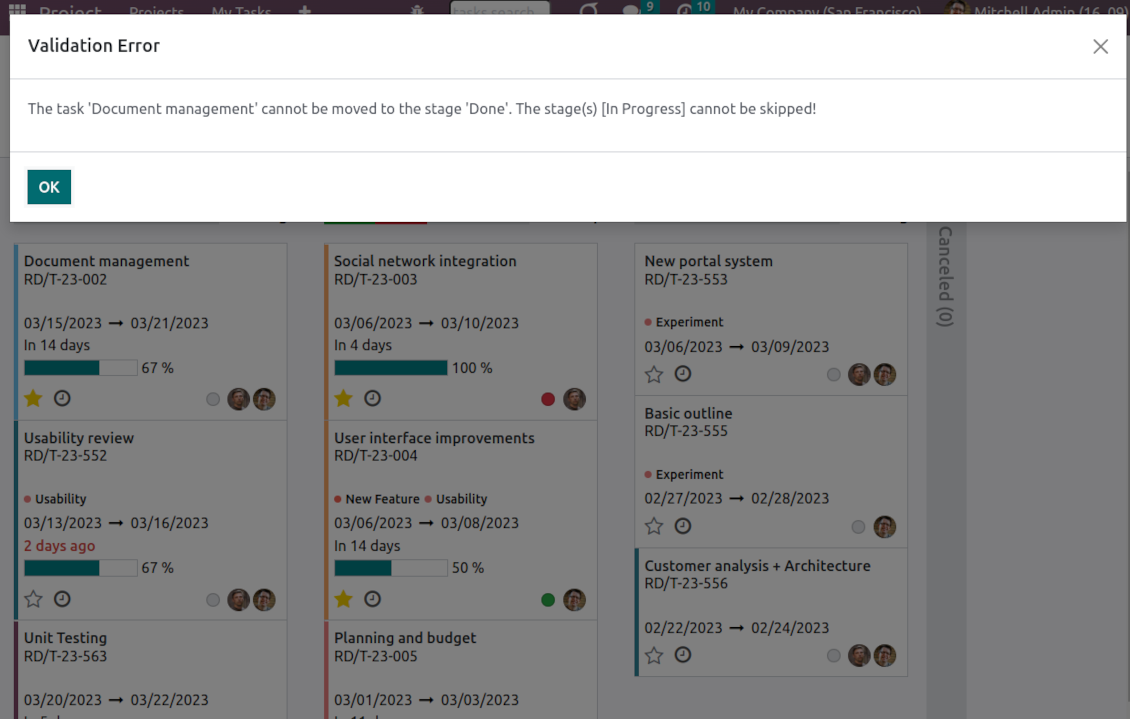 Project Projects My Tasks + tasks search 9 10 My Company (San Francisco) Mitchell Admin (16_09)
Validation Error
The task 'Document management' cannot be moved to the stage 'Done'. The stage(s) [In Progress] cannot be skipped!
OK
Document management
RD/T-23-002
03/15/2023 → 03/21/2023
In 14 days
67 %
Usability review
RD/T-23-552
Usability
03/13/2023 → 03/16/2023
2 days ago
67 %
Unit Testing
RD/T-23-563
03/20/2023 → 03/22/2023
Social network integration
RD/T-23-003
03/06/2023 → 03/10/2023
In 4 days
100 %
User interface improvements
RD/T-23-004
New Feature Usability
03/06/2023 → 03/08/2023
In 14 days
50 %
Planning and budget
RD/T-23-005
03/01/2023 → 03/03/2023
New portal system
RD/T-23-553
Experiment
03/06/2023 → 03/09/2023
Basic outline
RD/T-23-555
Experiment
02/27/2023 → 02/28/2023
Customer analysis + Architecture
RD/T-23-556
02/22/2023 → 02/24/2023
Canceled (0)